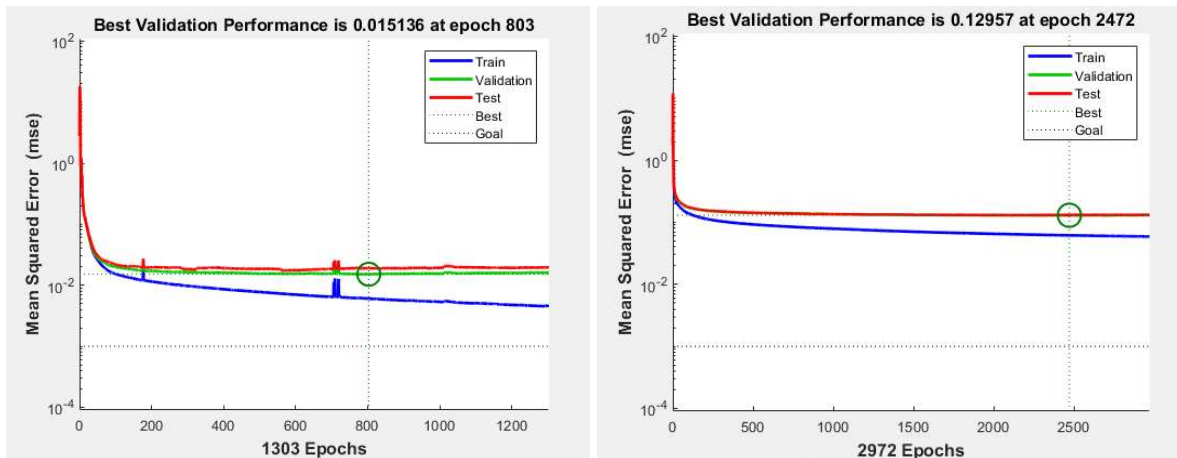 Best Validation Performance is 0.015136 at epoch 803
10^2
10^0
10^-2
10^-4
Mean Squared Error (mse)
Train
Validation
Test
Best
Goal
0 200 400 600 800 1000 1200
1303 Epochs
Best Validation Performance is 0.12957 at epoch 2472
10^2
10^0
10^-2
10^-4
Mean Squared Error (mse)
Train
Validation
Test
Best
Goal
0 500 1000 1500 2000 2500
2972 Epochs